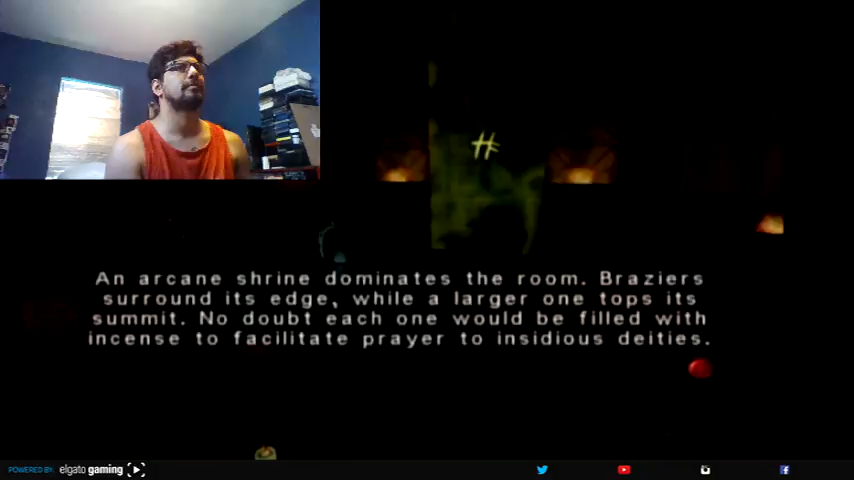 #
An arcane shrine dominates the room. Braziers
surround its edge, while a larger one tops its
summit. No doubt each one would be filled with
incense to facilitate prayer to insidious deities.
POWERED BY: elgato gaming